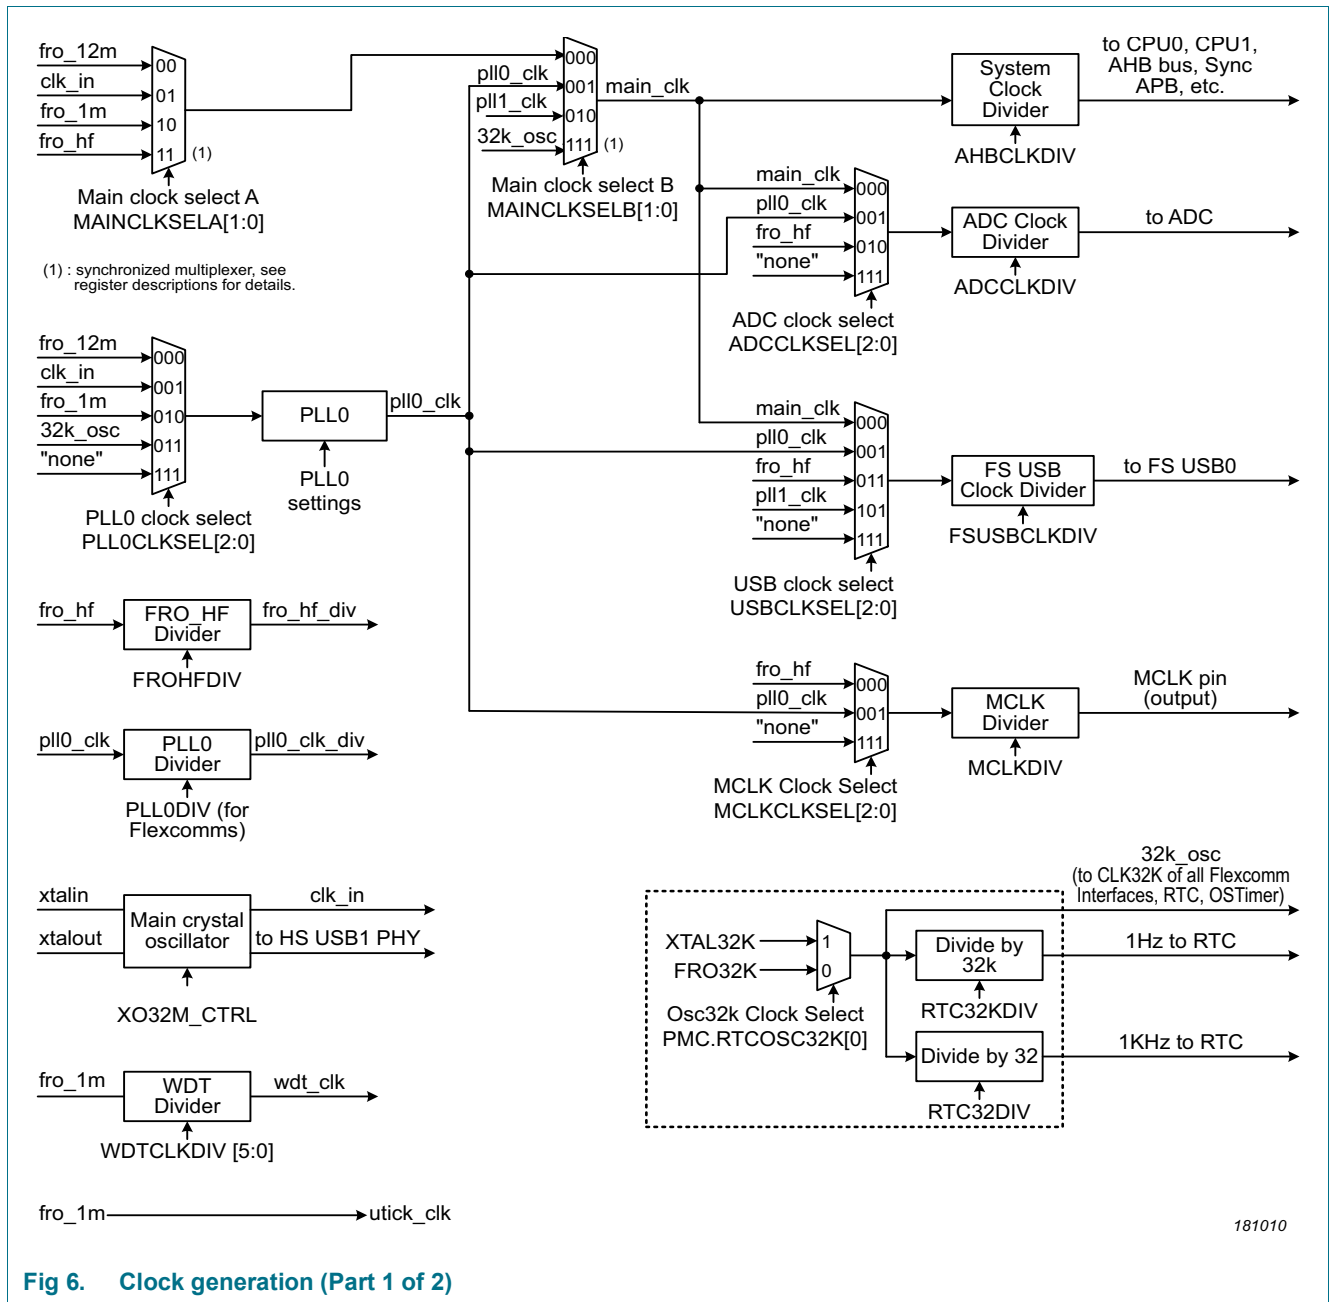 fro_12m
clk_in
fro_1m
fro_hf
00
01
10
11
(1)
Main clock select A
MAINCLKSELA[1:0]
(1) : synchronized multiplexer, see
register descriptions for details.
pll0_clk
pll1_clk
32k_osc
000
001
010
111
(1)
main_clk
Main clock select B
MAINCLKSELB[1:0]
System
Clock
Divider
AHBCLKDIV
to CPU0, CPU1,
AHB bus, Sync
APB, etc.
main_clk
pll0_clk
fro_hf
"none"
000
001
010
111
ADC clock select
ADCCLKSEL[2:0]
ADC Clock
Divider
ADCCLKDIV
to ADC
fro_12m
clk_in
fro_1m
32k_osc
"none"
000
001
010
011
111
PLL0 clock select
PLL0CLKSEL[2:0]
PLL0
PLL0
settings
pll0_clk
main_clk
pll0_clk
fro_hf
pll1_clk
"none"
000
001
011
101
111
USB clock select
USBCLKSEL[2:0]
FS USB
Clock Divider
FSUSBCLKDIV
to FS USB0
fro_hf
FRO_HF
Divider
FROHFDIV
fro_hf_div
fro_hf
pll0_clk
"none"
000
001
111
MCLK Clock Select
MCLKCLKSEL[2:0]
MCLK
Divider
MCLKDIV
MCLK pin
(output)
pll0_clk
PLL0
Divider
PLL0DIV (for
Flexcomms)
pll0_clk_div
xtalin
xtalout
Main crystal
oscillator
XO32M_CTRL
clk_in
to HS USB1 PHY
XTAL32K
FRO32K
1
0
Osc32k Clock Select
PMC.RTCOSC32K[0]
32k_osc
(to CLK32K of all Flexcomm
Interfaces, RTC, OSTimer)
Divide by
32k
RTC32KDIV
1Hz to RTC
Divide by 32
RTC32DIV
1KHz to RTC
fro_1m
WDT
Divider
WDTCLKDIV [5:0]
wdt_clk
fro_1m
utick_clk
181010
Fig 6. Clock generation (Part 1 of 2)